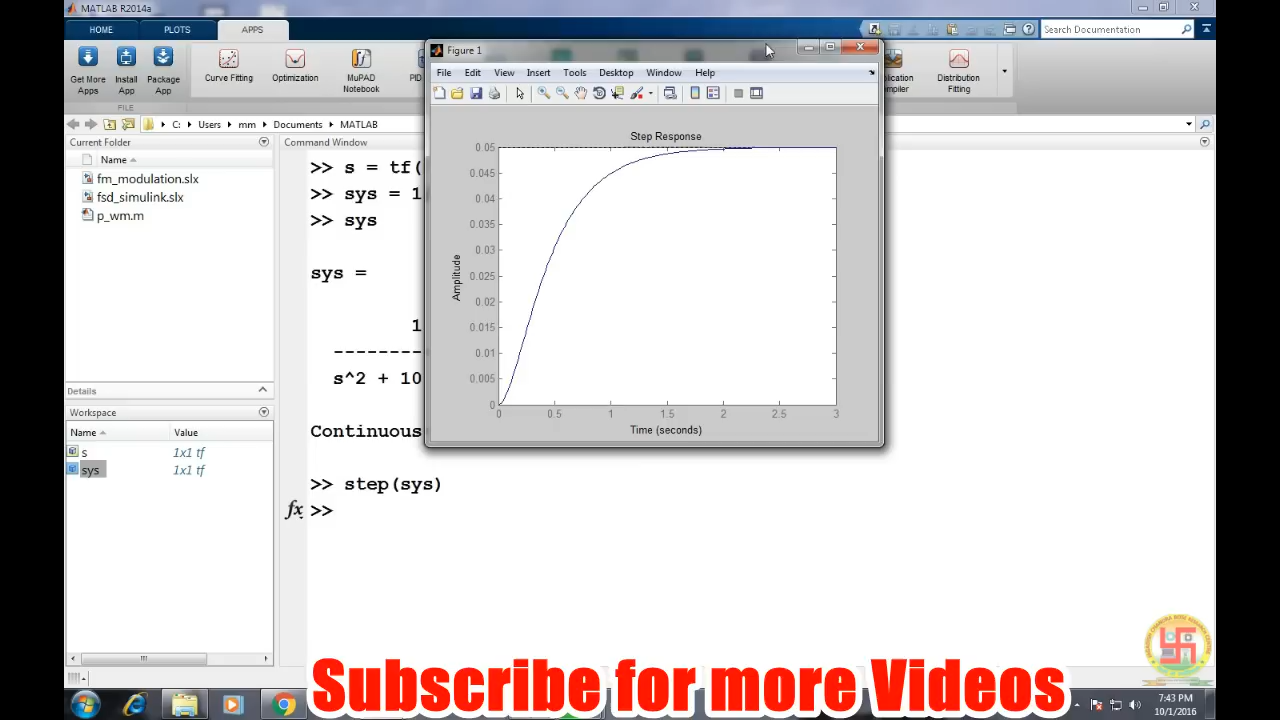 MATLAB R2014a
HOME PLOTS APPS
Search Documentation
Get More Apps
Install App
Package App
Curve Fitting
Optimization
MuPAD Notebook
PID
Distribution Fitting
FILE
C: Users mm Documents MATLAB
Current Folder
Name
fm_modulation.slx
fsd_simulink.slx
p_wm.m
Details
Workspace
Name Value
s 1x1 tf
sys 1x1 tf
Command Window
>> s = tf(
>> sys = 1
>> sys
sys =
1
--------
s^2 + 10
Continuous
>> step(sys)
fx >>
Figure 1
File Edit View Insert Tools Desktop Window Help
Step Response
Amplitude
0.05
0.045
0.04
0.035
0.03
0.025
0.02
0.015
0.01
0.005
0
0 0.5 1 1.5 2 2.5 3
Time (seconds)
Subscribe for more Videos
7:43 PM
10/1/2016